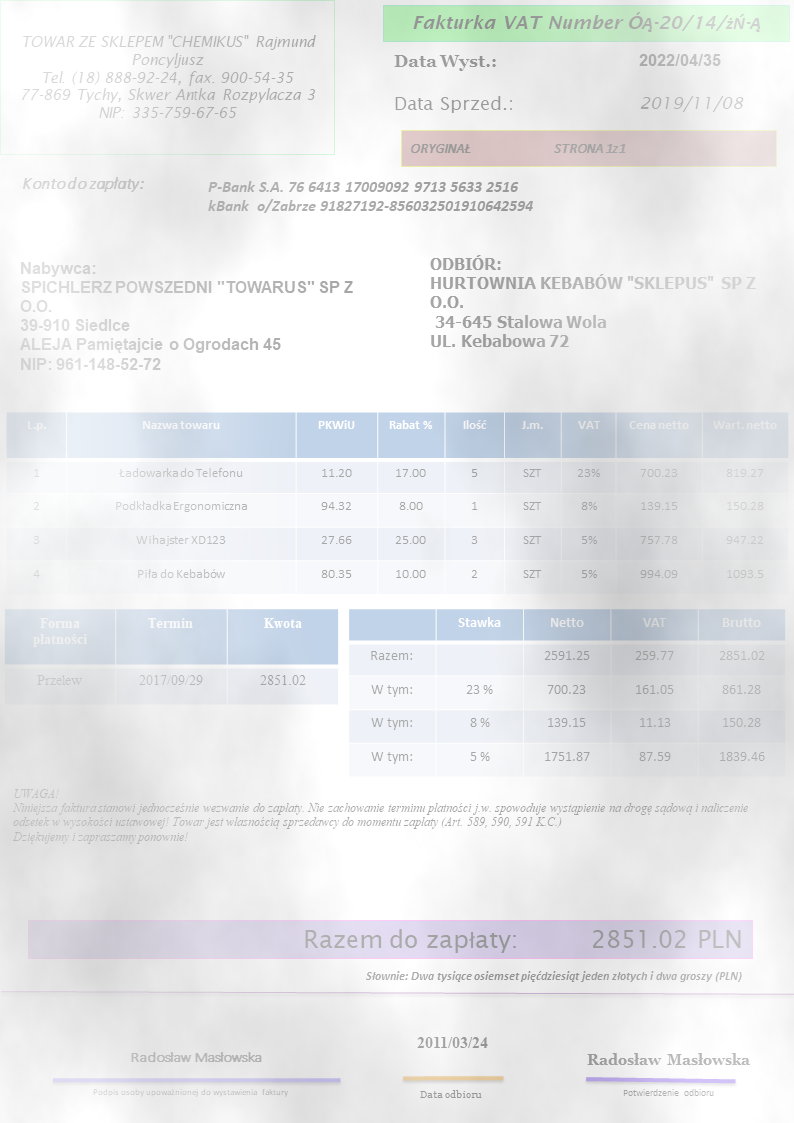 TOWAR ZE SKLEPEM "CHEMIKUS" Rajmund
Poncyljusz
Tel. (18) 888-92-24, fax. 900-54-35
77-869 Tychy, Skwer Antka Rozpylacza 3
NIP: 335-759-67-65
Fakturka VAT Number ÓĄ-20/14/żŃ-Ą
Data Wyst.: 2022/04/35
Data Sprzed.: 2019/11/08
ORYGINAŁ STRONA 1z1
Konto do zapłaty: P-Bank S.A. 76 6413 17009092 9713 5633 2516
kBank o/Zabrze 91827192-856032501910642594
Nabywca:
SPICHLERZ POWSZEDNI "TOWARUS" SP Z
O.O.
39-910 Siedlce
ALEJA Pamiętajcie o Ogrodach 45
NIP: 961-148-52-72
ODBIÓR:
HURTOWNIA KEBABÓW "SKLEPUS" SP Z
O.O.
34-645 Stalowa Wola
UL. Kebabowa 72
L.p. Nazwa towaru PKWiU Rabat % Ilość J.m. VAT Cena netto Wart. netto
1 Ładowarka do Telefonu 11.20 17.00 5 SZT 23% 700.23 819.27
2 Podkładka Ergonomiczna 94.32 8.00 1 SZT 8% 139.15 150.28
3 Wihajster XD123 27.66 25.00 3 SZT 5% 757.78 947.22
4 Piła do Kebabów 80.35 10.00 2 SZT 5% 994.09 1093.5
Forma płatności Termin Kwota
Przelew 2017/09/29 2851.02
Stawka Netto VAT Brutto
Razem: 2591.25 259.77 2851.02
W tym: 23 % 700.23 161.05 861.28
W tym: 8 % 139.15 11.13 150.28
W tym: 5 % 1751.87 87.59 1839.46
UWAGA!
Niniejsza faktura stanowi jednocześnie wezwanie do zapłaty. Nie zachowanie terminu płatności j.w. spowoduje wystąpienie na drogę sądową i naliczenie
odzetek w wysokości ustawowej! Towar jest własnością sprzedawcy do momentu zapłaty (Art. 589, 590, 591 K.C.)
Dziękujemy i zapraszamy ponownie!
Razem do zapłaty: 2851.02 PLN
Słownie: Dwa tysiące osiemset pięćdziesiąt jeden złotych i dwa groszy (PLN)
Radosław Masłowska
Podpis osoby upoważnionej do wystawienia faktury
2011/03/24
Data odbioru
Radosław Masłowska
Potwierdzenie odbioru